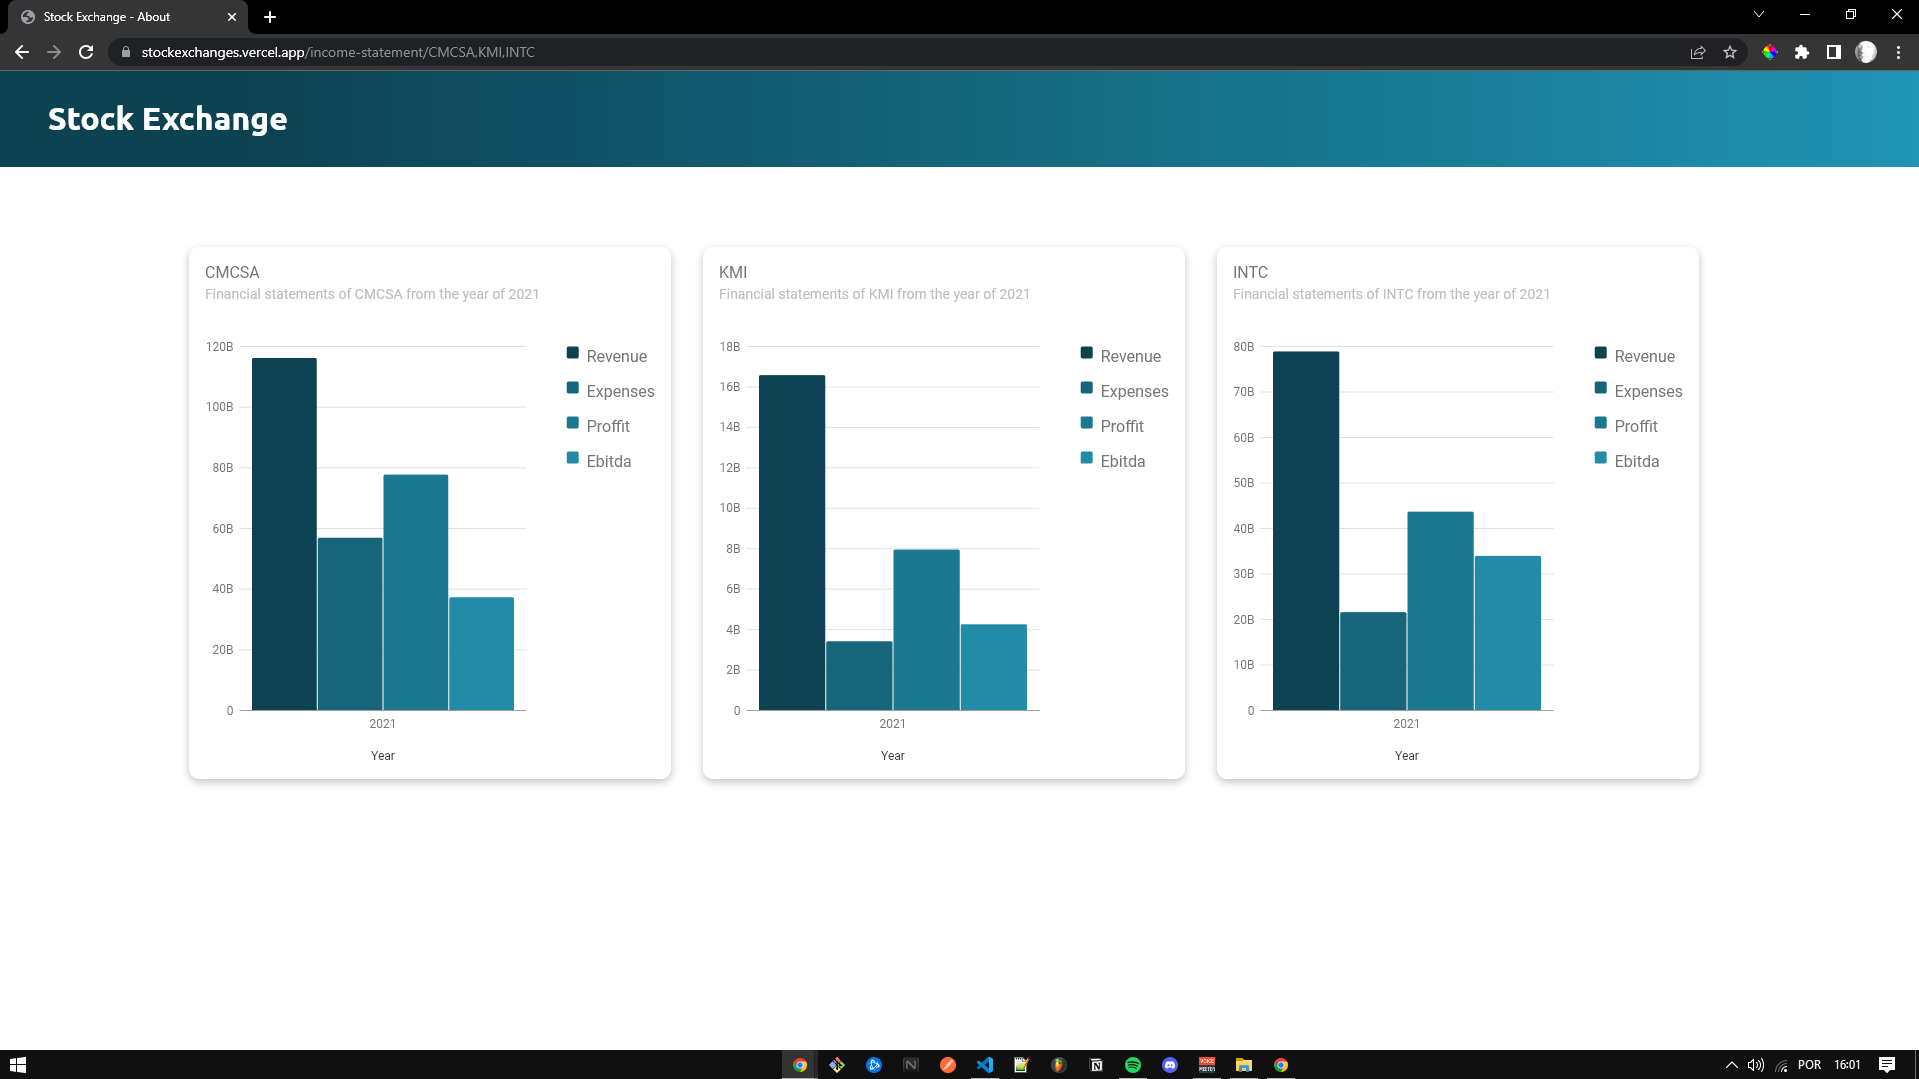 Stock Exchange - About
stockexchanges.vercel.app/income-statement/CMCSA,KMI,INTC
Stock Exchange
CMCSA
Financial statements of CMCSA from the year of 2021
120B
100B
80B
60B
40B
20B
0
2021
Year
Revenue
Expenses
Proffit
Ebitda
KMI
Financial statements of KMI from the year of 2021
18B
16B
14B
12B
10B
8B
6B
4B
2B
0
2021
Year
Revenue
Expenses
Proffit
Ebitda
INTC
Financial statements of INTC from the year of 2021
80B
70B
60B
50B
40B
30B
20B
10B
0
2021
Year
Revenue
Expenses
Proffit
Ebitda
POR
16:01